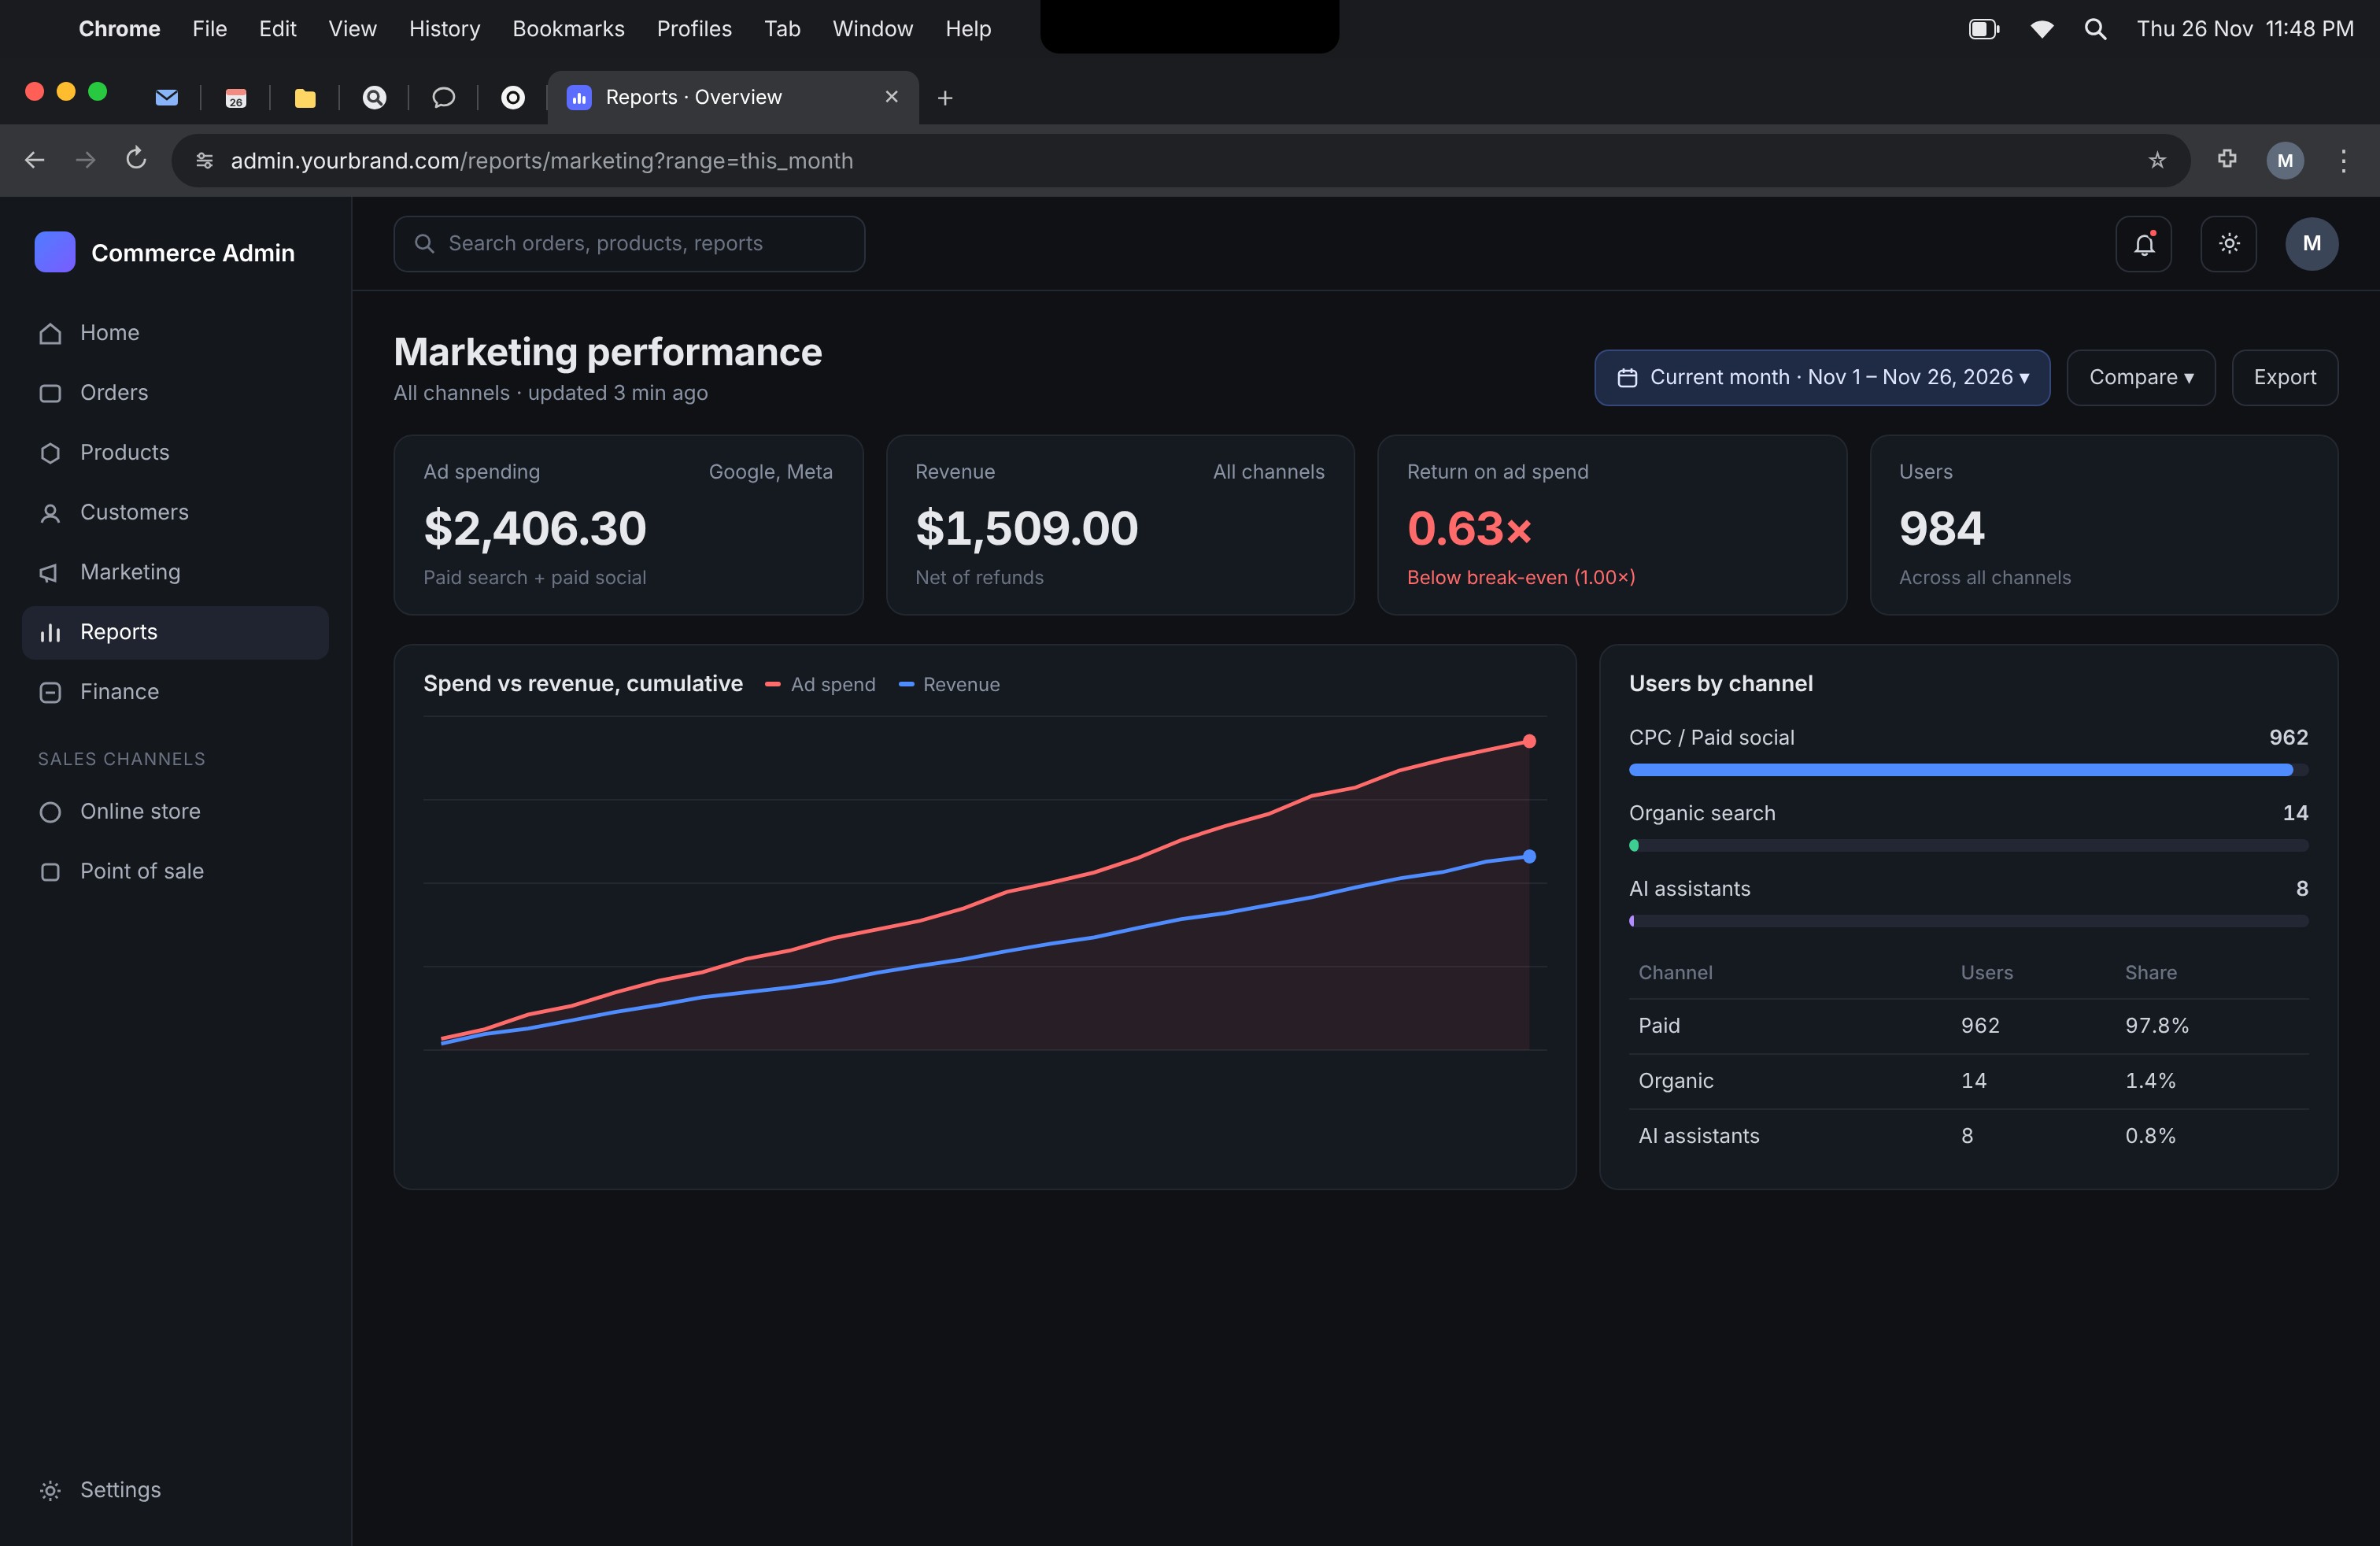 Chrome File Edit View History Bookmarks Profiles Tab Window Help Thu 26 Nov 11:48 PM
26 Reports · Overview
admin.yourbrand.com/reports/marketing?range=this_month M
Commerce Admin
Search orders, products, reports M
Home
Orders
Products
Customers
Marketing
Reports
Finance
SALES CHANNELS
Online store
Point of sale
Settings
Marketing performance
All channels · updated 3 min ago
Current month · Nov 1 – Nov 26, 2026 ▾ Compare ▾ Export
Ad spending Google, Meta
$2,406.30
Paid search + paid social
Revenue All channels
$1,509.00
Net of refunds
Return on ad spend
0.63×
Below break-even (1.00×)
Users
984
Across all channels
Spend vs revenue, cumulative Ad spend Revenue
Users by channel
CPC / Paid social 962
Organic search 14
AI assistants 8
Channel Users Share
Paid 962 97.8%
Organic 14 1.4%
AI assistants 8 0.8%